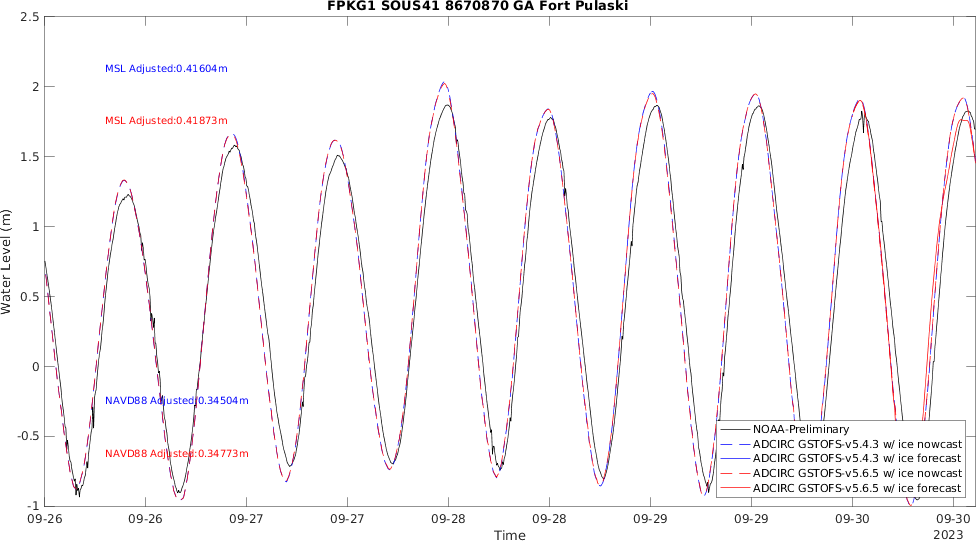 FPKG1 SOUS41 8670870 GA Fort Pulaski
2.5
2
1.5
1
0.5
0
-0.5
-1
Water Level (m)
MSL Adjusted:0.41604m
MSL Adjusted:0.41873m
NAVD88 Adjusted:0.34504m
NAVD88 Adjusted:0.34773m
NOAA-Preliminary
ADCIRC GSTOFS-v5.4.3 w/ ice nowcast
ADCIRC GSTOFS-v5.4.3 w/ ice forecast
ADCIRC GSTOFS-v5.6.5 w/ ice nowcast
ADCIRC GSTOFS-v5.6.5 w/ ice forecast
09-26 09-26 09-27 09-27 09-28 09-28 09-29 09-29 09-30 09-30
2023
Time